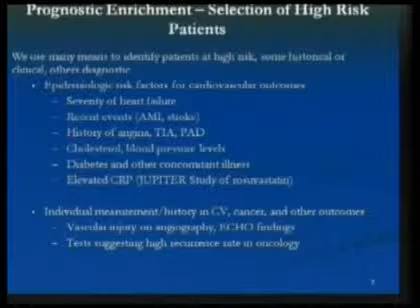 Prognostic Enrichment – Selection of High Risk
Patients
We use many means to identify patients at high risk, some historical or
clinical, others diagnostic
• Epidemiologic risk factors for cardiovascular outcomes
– Severity of heart failure
– Recent events (AMI, stroke)
– History of angina, TIA, PAD
– Cholesterol, blood pressure levels
– Diabetes and other concomitant illness
– Elevated CRP (JUPITER Study of rosuvastatin)
• Individual measurement/history in CV, cancer, and other outcomes
– Vascular injury on angiography, ECHO findings
– Tests suggesting high recurrence rate in oncology